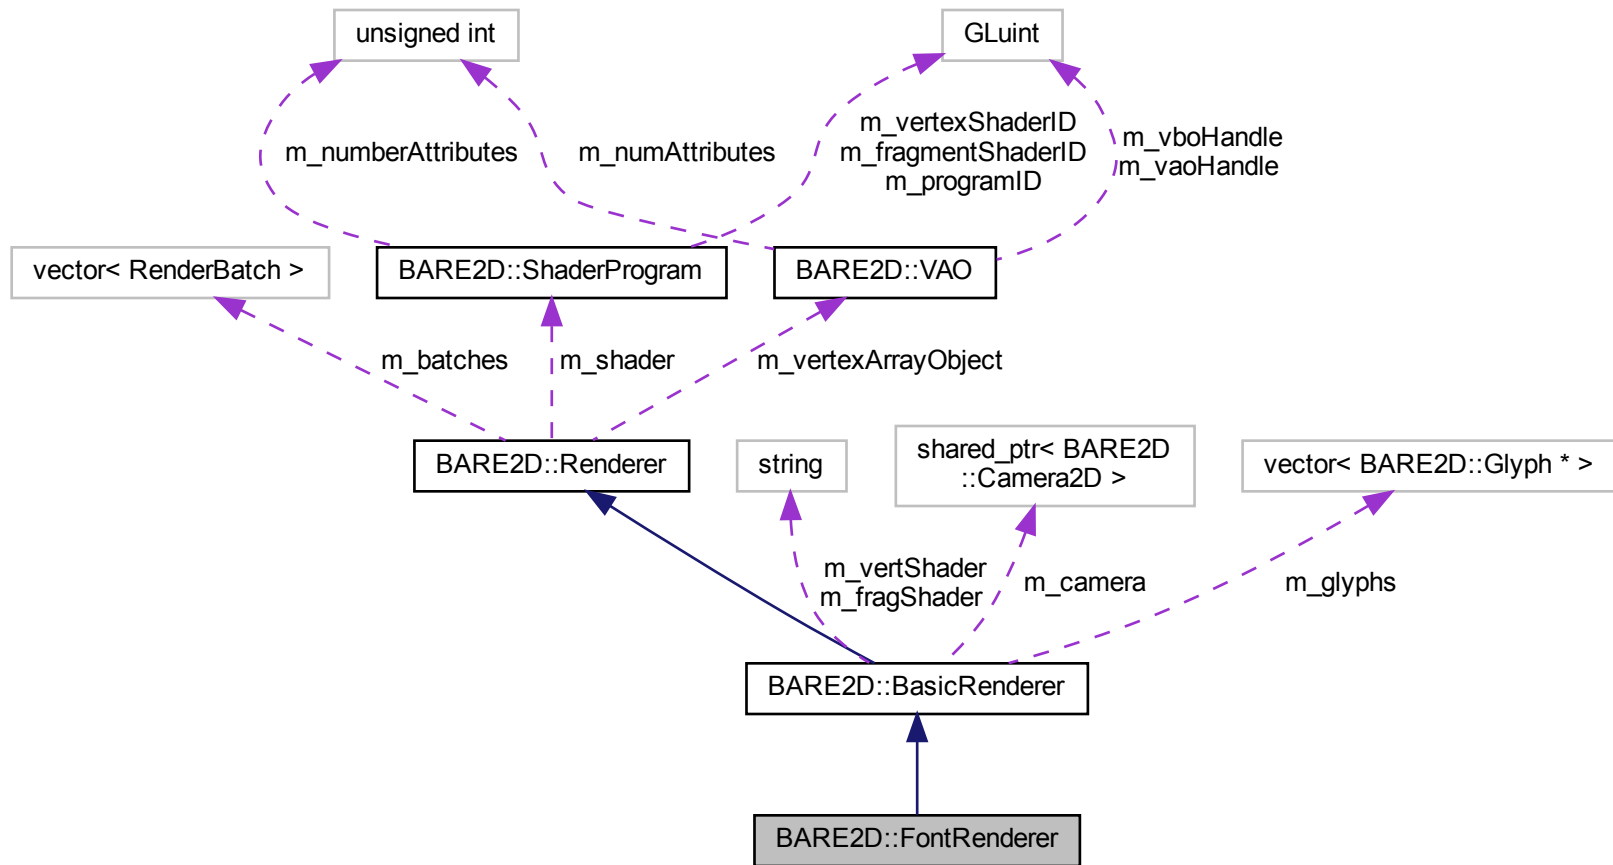 unsigned int
GLuint
m_numberAttributes
m_numAttributes
m_vertexShaderID
m_fragmentShaderID
m_programID
m_vboHandle
m_vaoHandle
vector< RenderBatch >
BARE2D::ShaderProgram
BARE2D::VAO
m_batches
m_shader
m_vertexArrayObject
BARE2D::Renderer
string
shared_ptr< BARE2D
::Camera2D >
vector< BARE2D::Glyph * >
m_vertShader
m_fragShader
m_camera
m_glyphs
BARE2D::BasicRenderer
BARE2D::FontRenderer